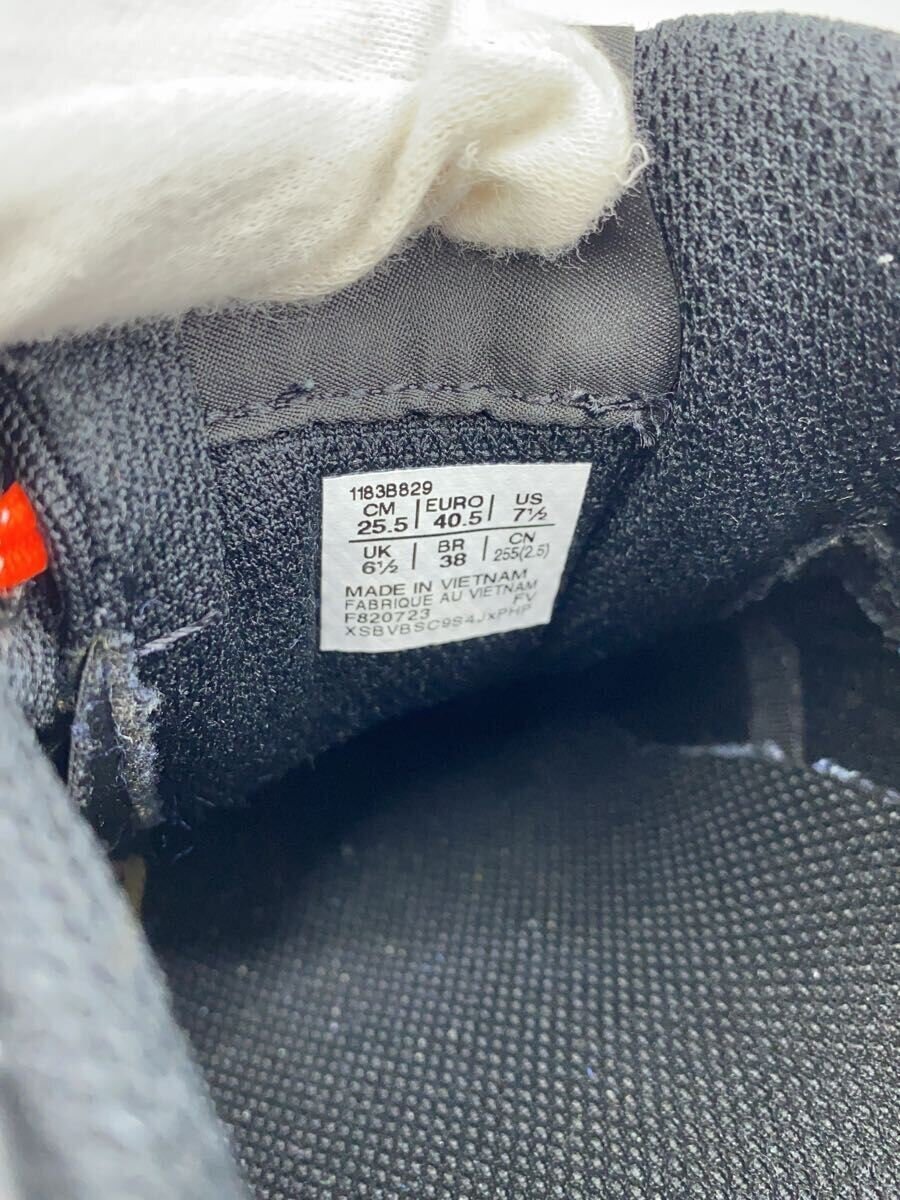 1183B829
CM 25.5 | EURO 40.5 | US 7½
UK 6½ | BR 38 | CN 255(2.5)
MADE IN VIETNAM
FABRIQUE AU VIETNAM
F820723 FV
XSBVBSC9S4JxPHP